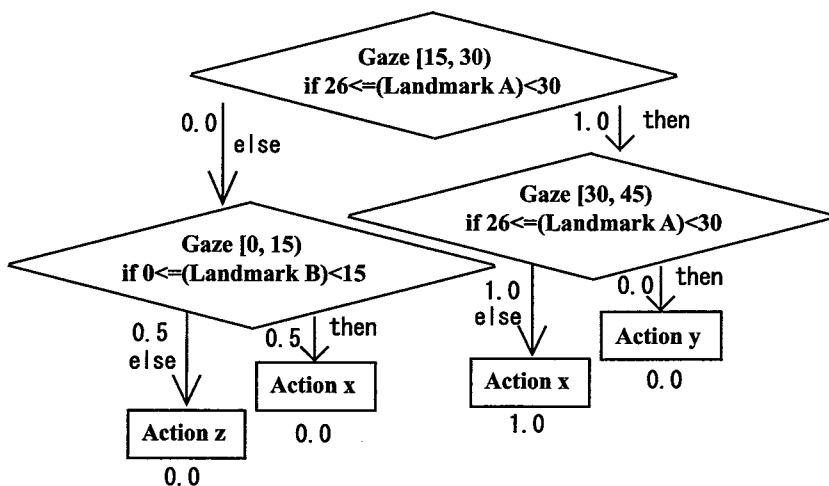 Gaze [15, 30)
if 26<=(Landmark A)<30
0.0
else
1.0 then
Gaze [30, 45)
if 26<=(Landmark A)<30
Gaze [0, 15)
if 0<=(Landmark B)<15
1.0
else
0.0 then
0.5
else
0.5 then
Action y
0.0
Action x
0.0
Action x
1.0
Action z
0.0